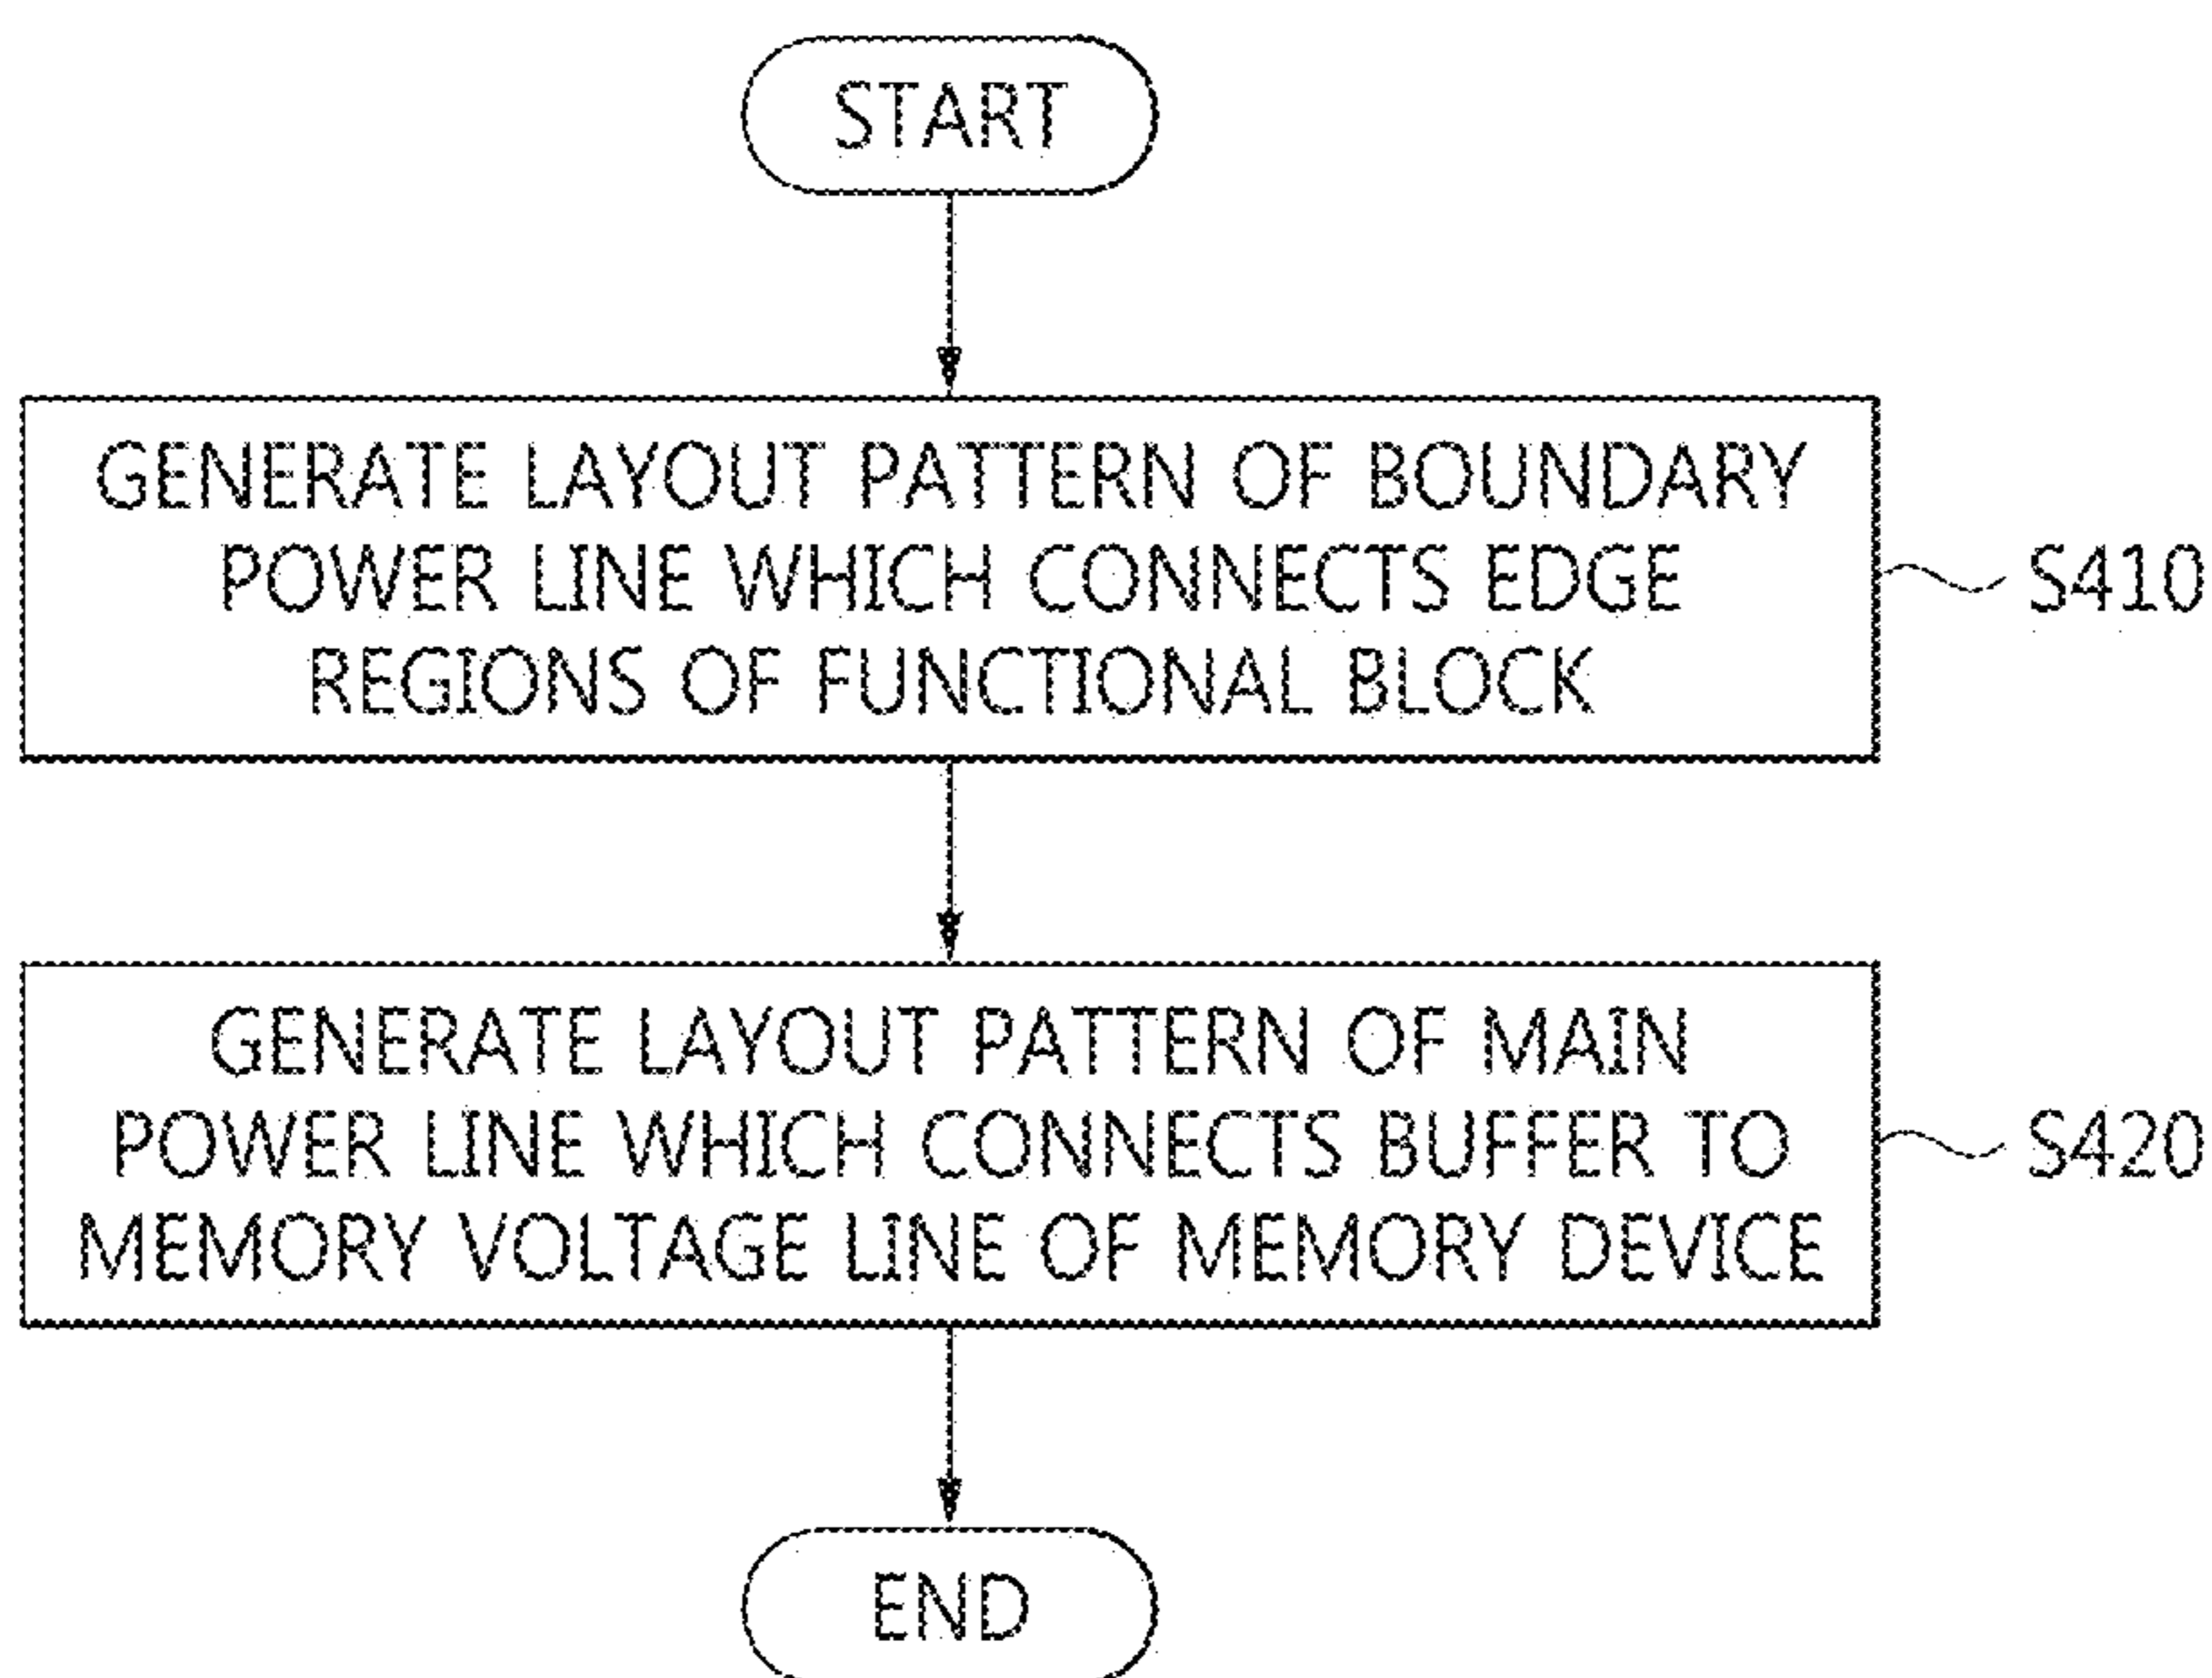 START
GENERATE LAYOUT PATTERN OF BOUNDARY
POWER LINE WHICH CONNECTS EDGE
REGIONS OF FUNCTIONAL BLOCK
S410
GENERATE LAYOUT PATTERN OF MAIN
POWER LINE WHICH CONNECTS BUFFER TO
MEMORY VOLTAGE LINE OF MEMORY DEVICE
S420
END